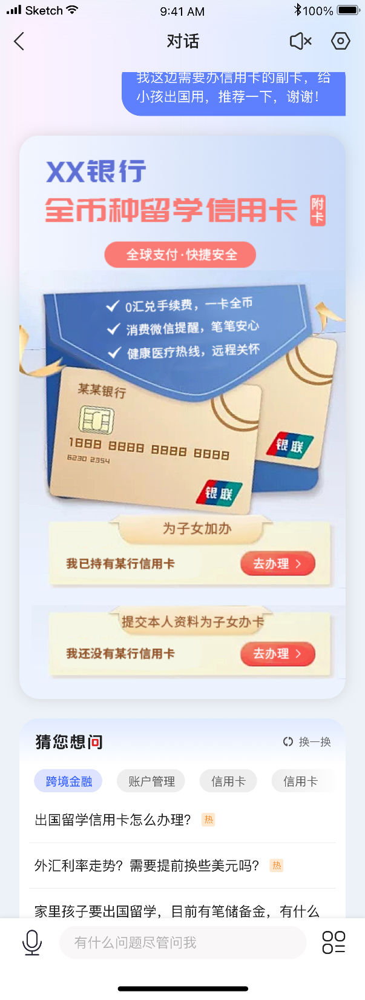 Sketch
9:41 AM
100%
对话
我这边需要办信用卡的副卡，给
小孩出国用，推荐一下，谢谢！
XX银行
全币种留学信用卡 附卡
全球支付·快捷安全
0汇兑手续费，一卡全币
消费微信提醒，笔笔安心
健康医疗热线，远程关怀
某某银行
1888 8888 8888 8888
6230 2354
银联
银联
为子女加办
我已持有某行信用卡
去办理
提交本人资料为子女办卡
我还没有某行信用卡
去办理
猜您想问
换一换
跨境金融 账户管理 信用卡 信用卡
出国留学信用卡怎么办理？ 热
外汇利率走势？需要提前换些美元吗？ 热
家里孩子要出国留学，目前有笔储备金，有什么
有什么问题尽管问我